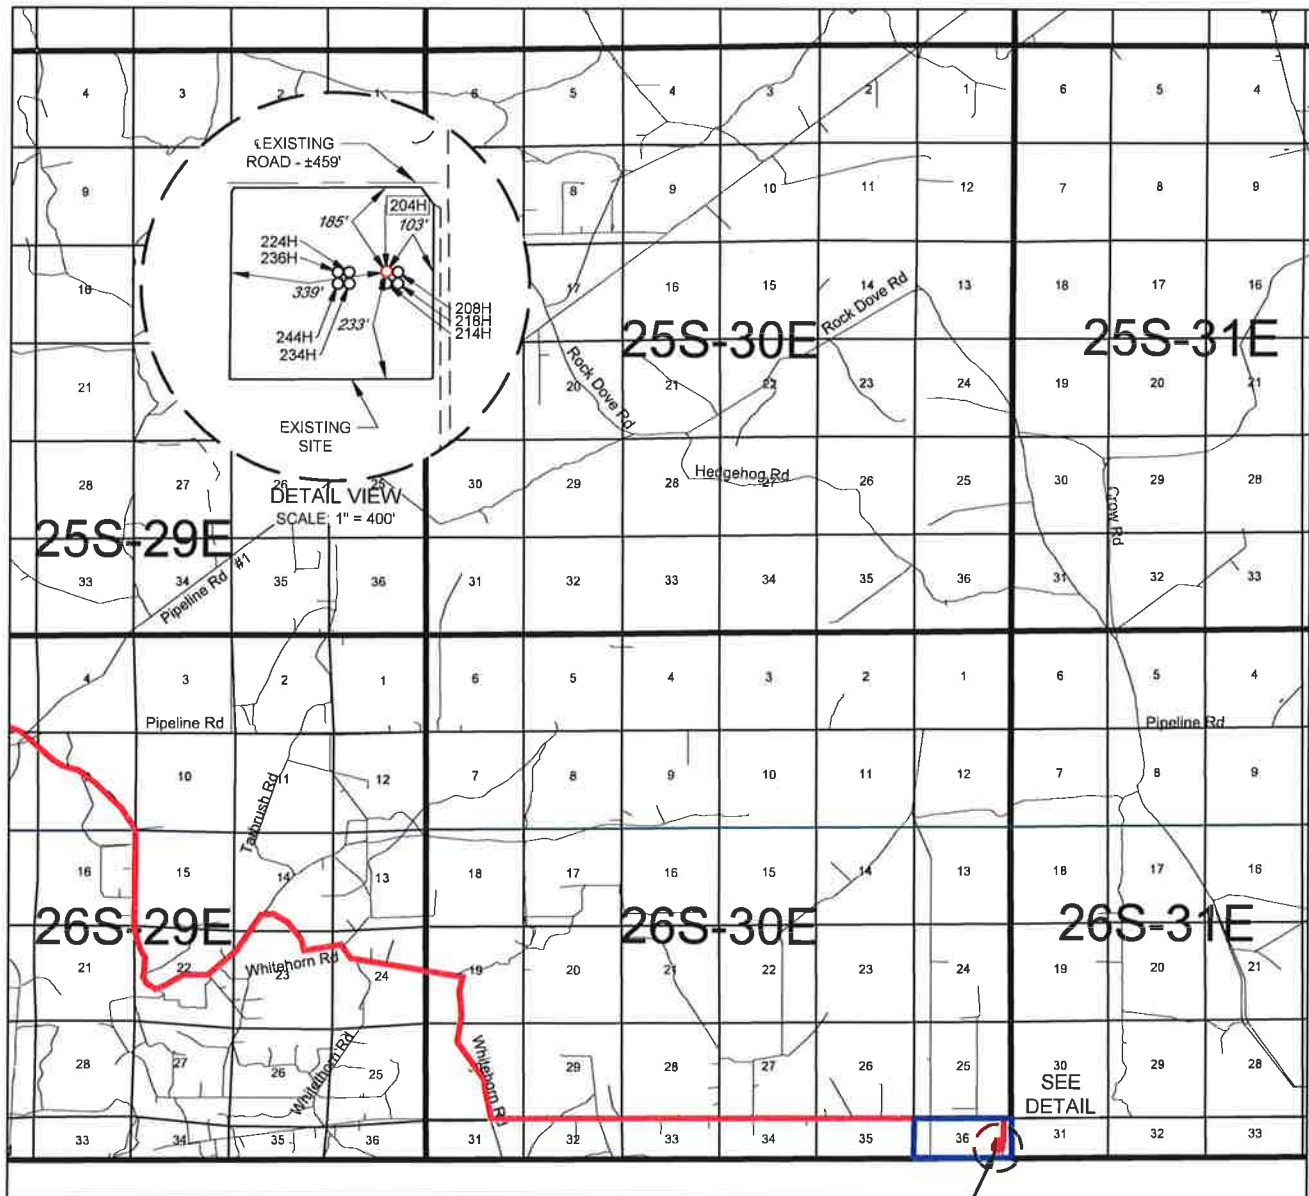 4 3 2 1 6 5 4 3 2 1 6 5 4
℄EXISTING
ROAD - ±459'
204H
185' 103'
224H
236H
339'
233'
208H
218H
214H
244H
234H
EXISTING
SITE
DETAIL VIEW
SCALE: 1" = 400'
9 8 9 10 11 12 7 8 9
16 17 16 15 14 13 18 17 16
Rock Dove Rd
25S-30E
25S-31E
Rock Dove Rd
21 20 21 22 23 24 19 20 21
28 27 26 25 30 29 28 27 26 25 30 29 28
Hedgehog Rd
Crow Rd
25S-29E
Pipeline Rd #1
33 34 35 36 31 32 33 34 35 36 31 32 33
4 3 2 1 6 5 4 3 2 1 6 5 4
Pipeline Rd
Pipeline Rd
10 11 12 7 8 9 10 11 12 7 8 9
Tarbrush Rd
16 15 14 13 18 17 16 15 14 13 18 17 16
26S-29E
26S-30E
26S-31E
21 22 23 24 19 20 21 22 23 24 19 20 21
Whitehorn Rd
28 27 26 25 29 28 27 26 25 30 29 28
Whitethorn Rd
Whitehorn Rd
SEE
DETAIL
33 34 35 36 31 32 33 34 35 36 31 32 33